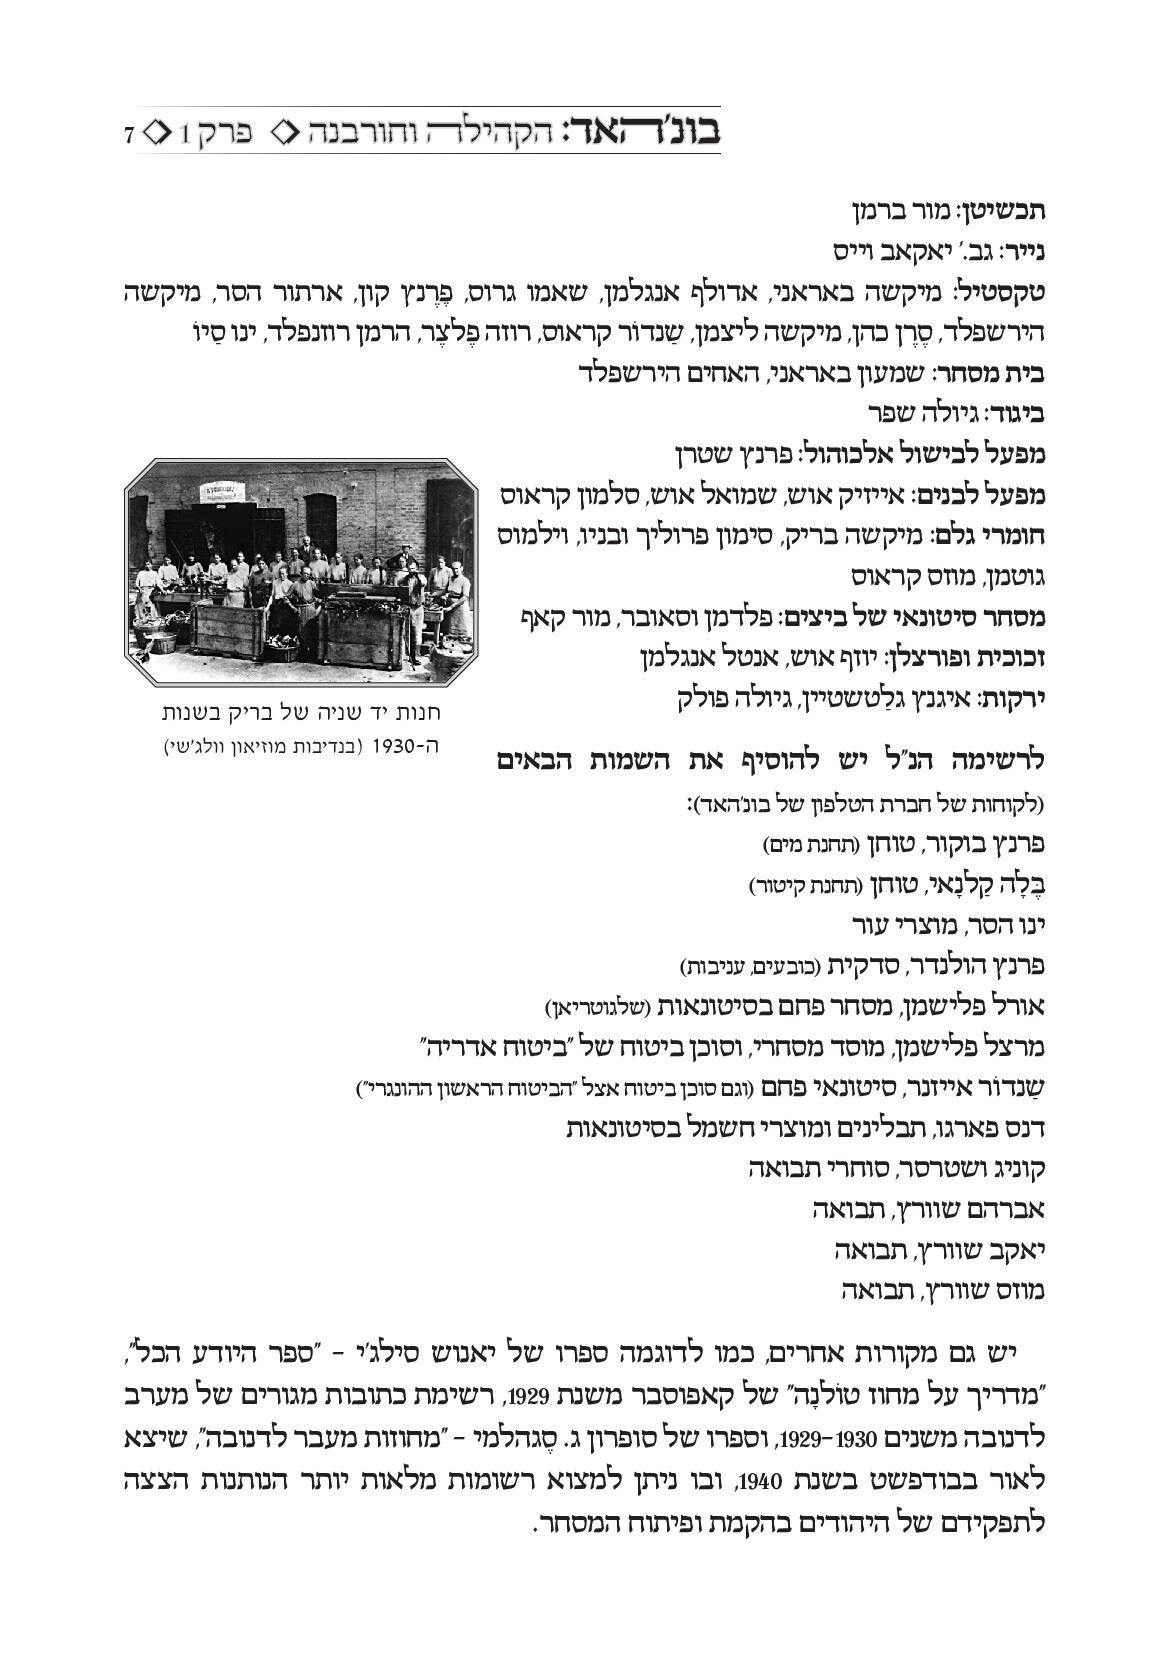 בונ'האד: הקהילה וחורבנה ◇ פרק 1 ◇ 7
תכשיטן: מור ברמן
נייר: גב.' יאקאב וייס
טקסטיל: מיקשה באראני, אדולף אנגלמן, שאמו גרוס, פֶרֶנץ קון, ארתור הסר, מיקשה
הירשפלד, סֶרֶן כהן, מיקשה ליצמן, שַנדוֹר קראוס, רוזה פֶלצֶר, הרמן רוזנפלד, ינו סַיוֹ
בית מסחר: שמעון באראני, האחים הירשפלד
ביגוד: גיולה שפר
מפעל לבישול אלכוהול: פרנץ שטרן
מפעל לבנים: אייזיק אוש, שמואל אוש, סלמון קראוס
חומרי גלם: מיקשה בריק, סימון פרוליך ובניו, וילמוס
גוטמן, מוזס קראוס
מסחר סיטונאי של ביצים: פלדמן וסאובר, מור קאף
זכוכית ופורצלן: יוזף אוש, אנטל אנגלמן
ירקות: איגנץ גלַטשטיין, גיולה פולק
חנות יד שניה של בריק בשנות
ה-1930 (בנדיבות מוזיאון וולג'שי)
לרשימה הנ"ל יש להוסיף את השמות הבאים
(לקוחות של חברת הטלפון של בונ'האד):
פרנץ בוקור, טוחן (תחנת מים)
בֶּלָה קַלנָאי, טוחן (תחנת קיטור)
ינו הסר, מוצרי עור
פרנץ הולנדר, סדקית (כובעים, עניבות)
אורל פלישמן, מסחר פחם בסיטונאות (שלגוטריאן)
מרצל פלישמן, מוסד מסחרי, וסוכן ביטוח של "ביטוח אדריה"
שַנדוֹר אייזנר, סיטונאי פחם (וגם סוכן ביטוח אצל "הביטוח הראשון ההונגרי")
דנס פארגו, תבלינים ומוצרי חשמל בסיטונאות
קוניג ושטרסר, סוחרי תבואה
אברהם שוורץ, תבואה
יאקב שוורץ, תבואה
מוזס שוורץ, תבואה
יש גם מקורות אחרים, כמו לדוגמה ספרו של יאנוש סילג'י – "ספר היודע הכל",
"מדריך על מחוז טוֹלנָה" של קאפוסבר משנת 1929, רשימת כתובות מגורים של מערב
לדנובה משנים 1929–1930, וספרו של סופרון ג. סֶגהלמי – "מחוזות מעבר לדנובה", שיצא
לאור בבודפשט בשנת 1940, ובו ניתן למצוא רשומות מלאות יותר הנותנות הצצה
לתפקידם של היהודים בהקמת ופיתוח המסחר.